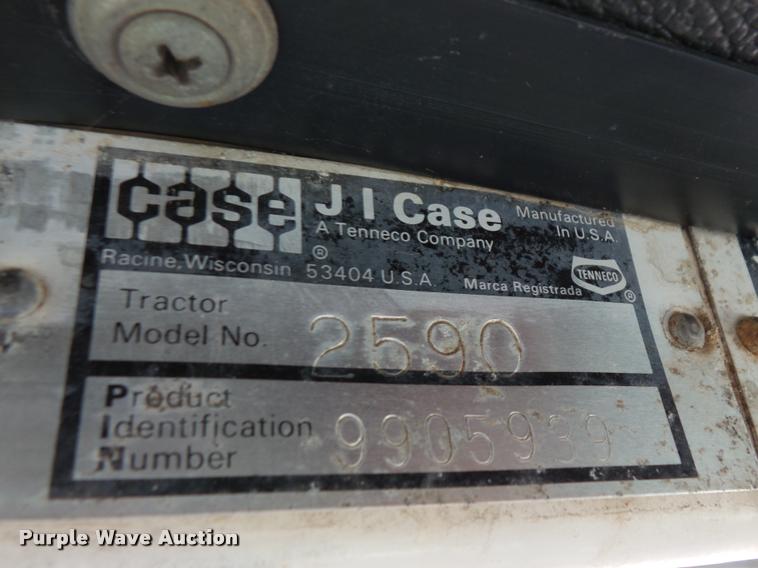 case
J I Case
A Tenneco Company
Manufactured
In U.S.A.
®
Racine, Wisconsin 53404 U.S.A.
Marca Registrada
TENNECO
®
Tractor
Model No. 2590
Product
Identification
Number
9905939
Purple Wave Auction